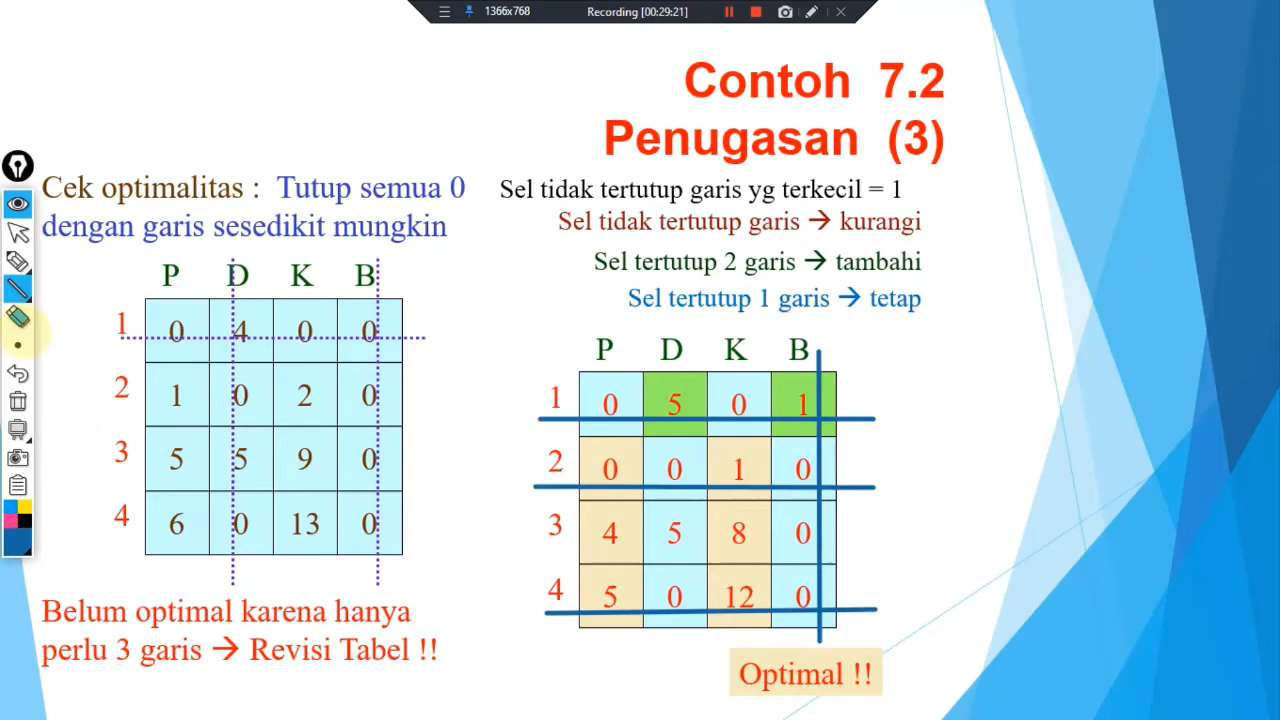 1366x768
Recording [00:29:21]
Contoh 7.2
Penugasan (3)
Cek optimalitas : Tutup semua 0
dengan garis sesedikit mungkin
P D K B
1 0 4 0 0
2 1 0 2 0
3 5 5 9 0
4 6 0 13 0
Belum optimal karena hanya
perlu 3 garis → Revisi Tabel !!
Sel tidak tertutup garis yg terkecil = 1
Sel tidak tertutup garis → kurangi
Sel tertutup 2 garis → tambahi
Sel tertutup 1 garis → tetap
P D K B
1 0 5 0 1
2 0 0 1 0
3 4 5 8 0
4 5 0 12 0
Optimal !!